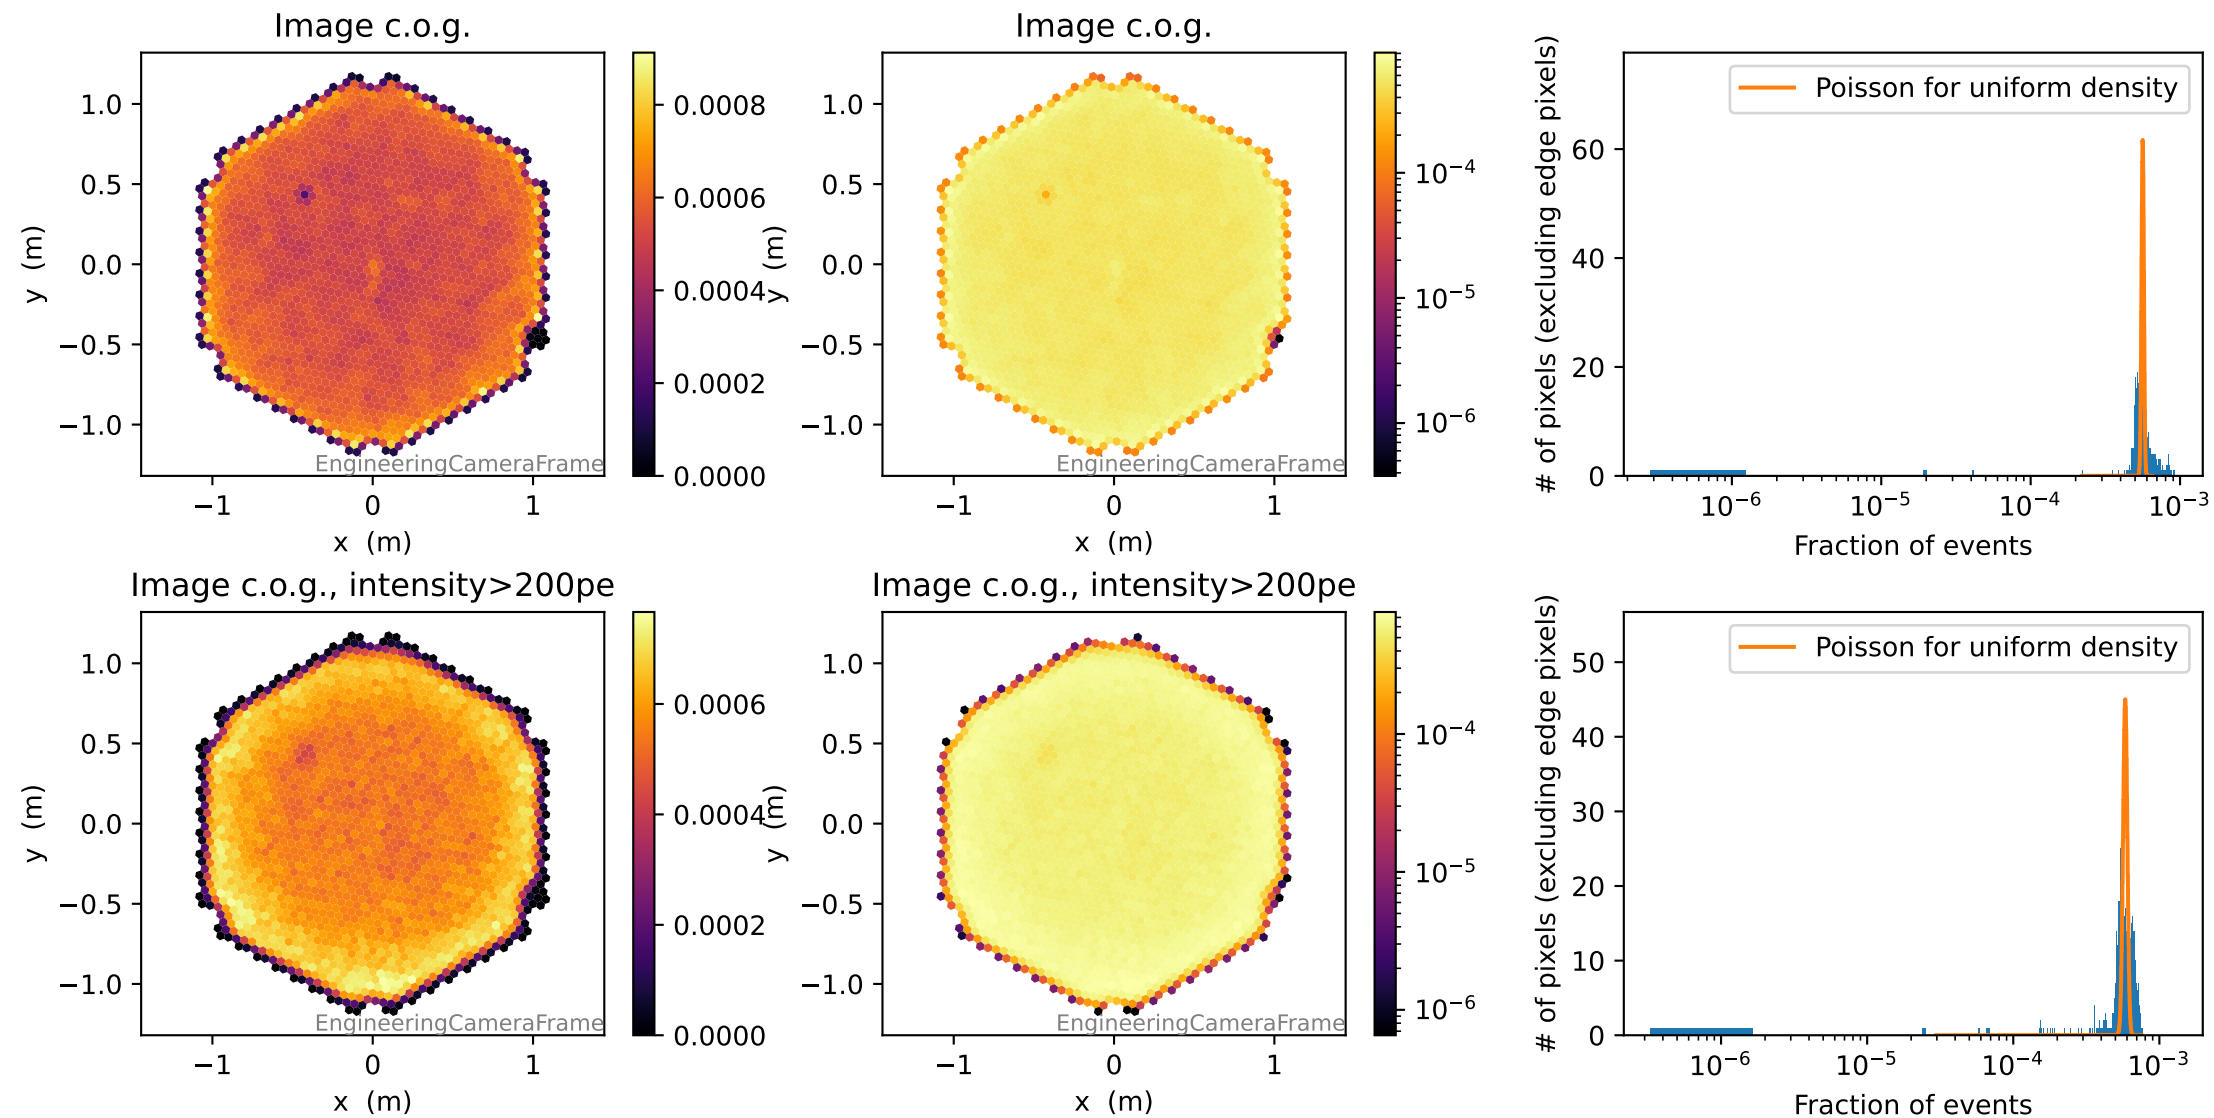 Image c.o.g.
1.0
0.5
0.0
−0.5
−1.0
y (m)
−1
0
1
x (m)
EngineeringCameraFrame
0.0008
0.0006
0.0004
0.0002
0.0000
Image c.o.g.
1.0
0.5
0.0
−0.5
−1.0
y (m)
−1
0
1
x (m)
EngineeringCameraFrame
10⁻⁴
10⁻⁵
10⁻⁶
# of pixels (excluding edge pixels)
60
40
20
0
Poisson for uniform density
10⁻⁶
10⁻⁵
10⁻⁴
10⁻³
Fraction of events
Image c.o.g., intensity>200pe
1.0
0.5
0.0
−0.5
−1.0
y (m)
−1
0
1
x (m)
EngineeringCameraFrame
0.0006
0.0004
0.0002
0.0000
Image c.o.g., intensity>200pe
1.0
0.5
0.0
−0.5
−1.0
y (m)
−1
0
1
x (m)
EngineeringCameraFrame
10⁻⁴
10⁻⁵
10⁻⁶
# of pixels (excluding edge pixels)
50
40
30
20
10
0
Poisson for uniform density
10⁻⁶
10⁻⁵
10⁻⁴
10⁻³
Fraction of events